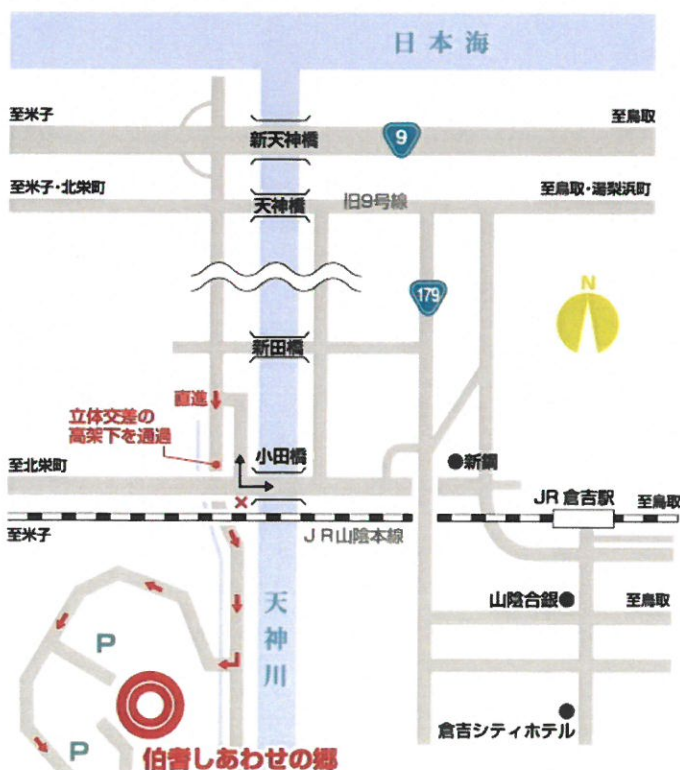 日本海
至米子
至鳥取
新天神橋
9
至米子・北栄町
至鳥取・湯梨浜町
天神橋
旧9号線
N
179
新田橋
直進
立体交差の
高架下を通過
小田橋
至北栄町
新鋼
JR倉吉駅
至鳥取
至米子
JR山陰本線
山陰合銀
至鳥取
天神川
P
倉吉シティホテル
P
伯耆しあわせの郷